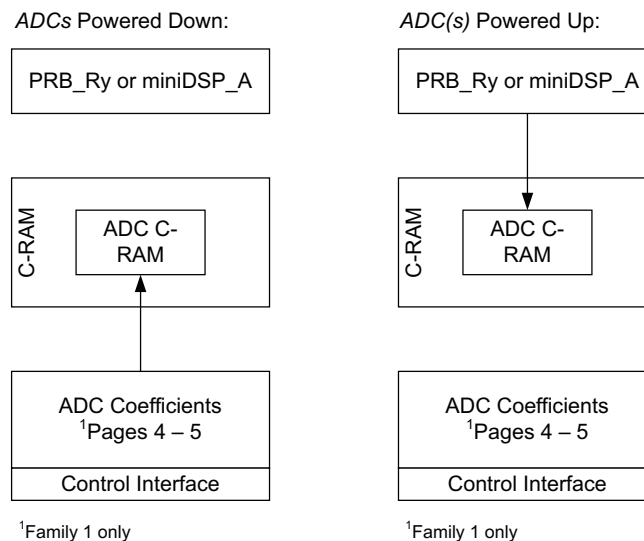 ADCs Powered Down:
PRB_Ry or miniDSP_A
C-RAM
ADC C-
RAM
ADC Coefficients
¹Pages 4 – 5
Control Interface
¹Family 1 only
ADC(s) Powered Up:
PRB_Ry or miniDSP_A
C-RAM
ADC C-
RAM
ADC Coefficients
¹Pages 4 – 5
Control Interface
¹Family 1 only